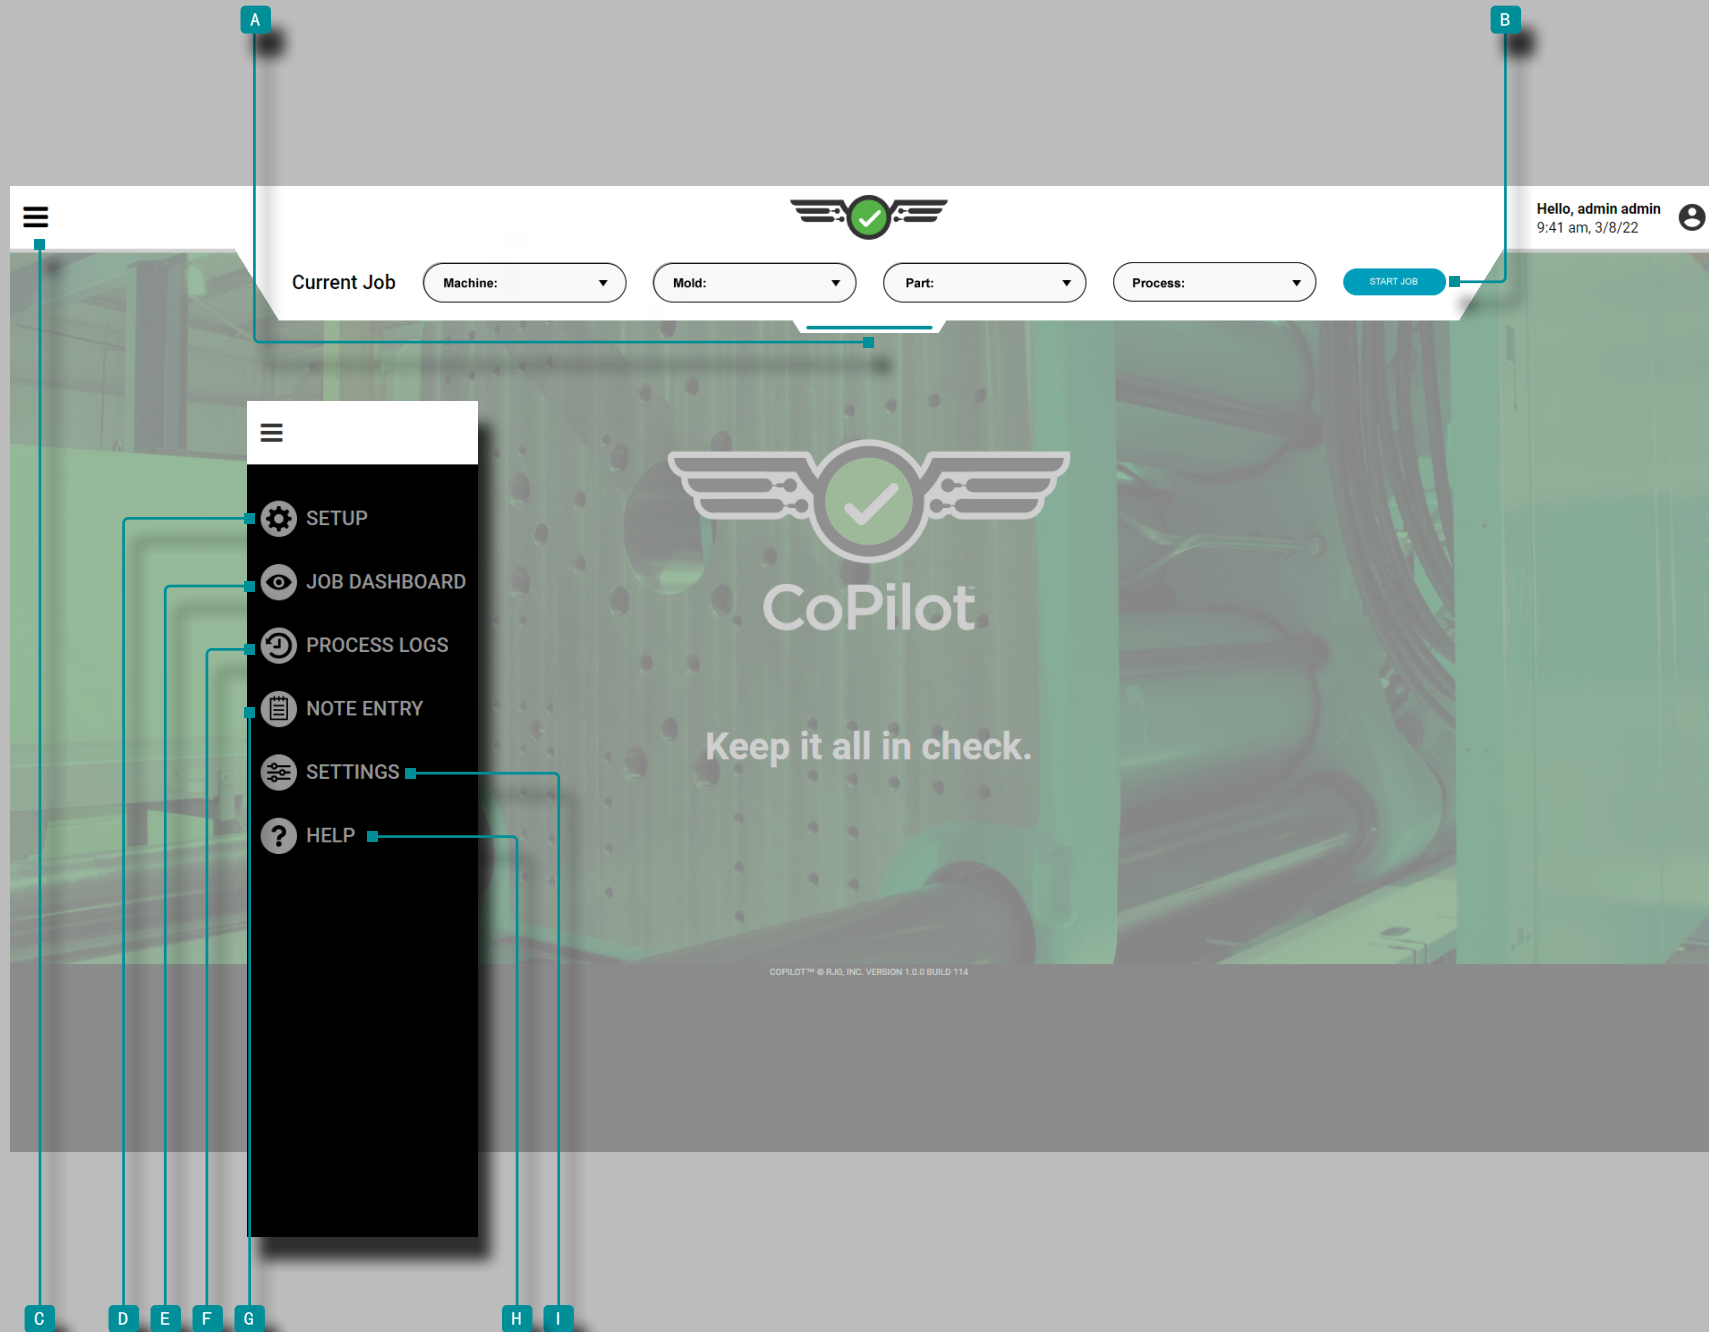 A
B
Hello, admin admin
9:41 am, 3/8/22
Current Job
Machine:
Mold:
Part:
Process:
START JOB
SETUP
JOB DASHBOARD
PROCESS LOGS
NOTE ENTRY
SETTINGS
HELP
CoPilot™
Keep it all in check.
COPILOT™ © RJG, INC. VERSION 1.0.0 BUILD 114
C
D
E
F
G
H
I